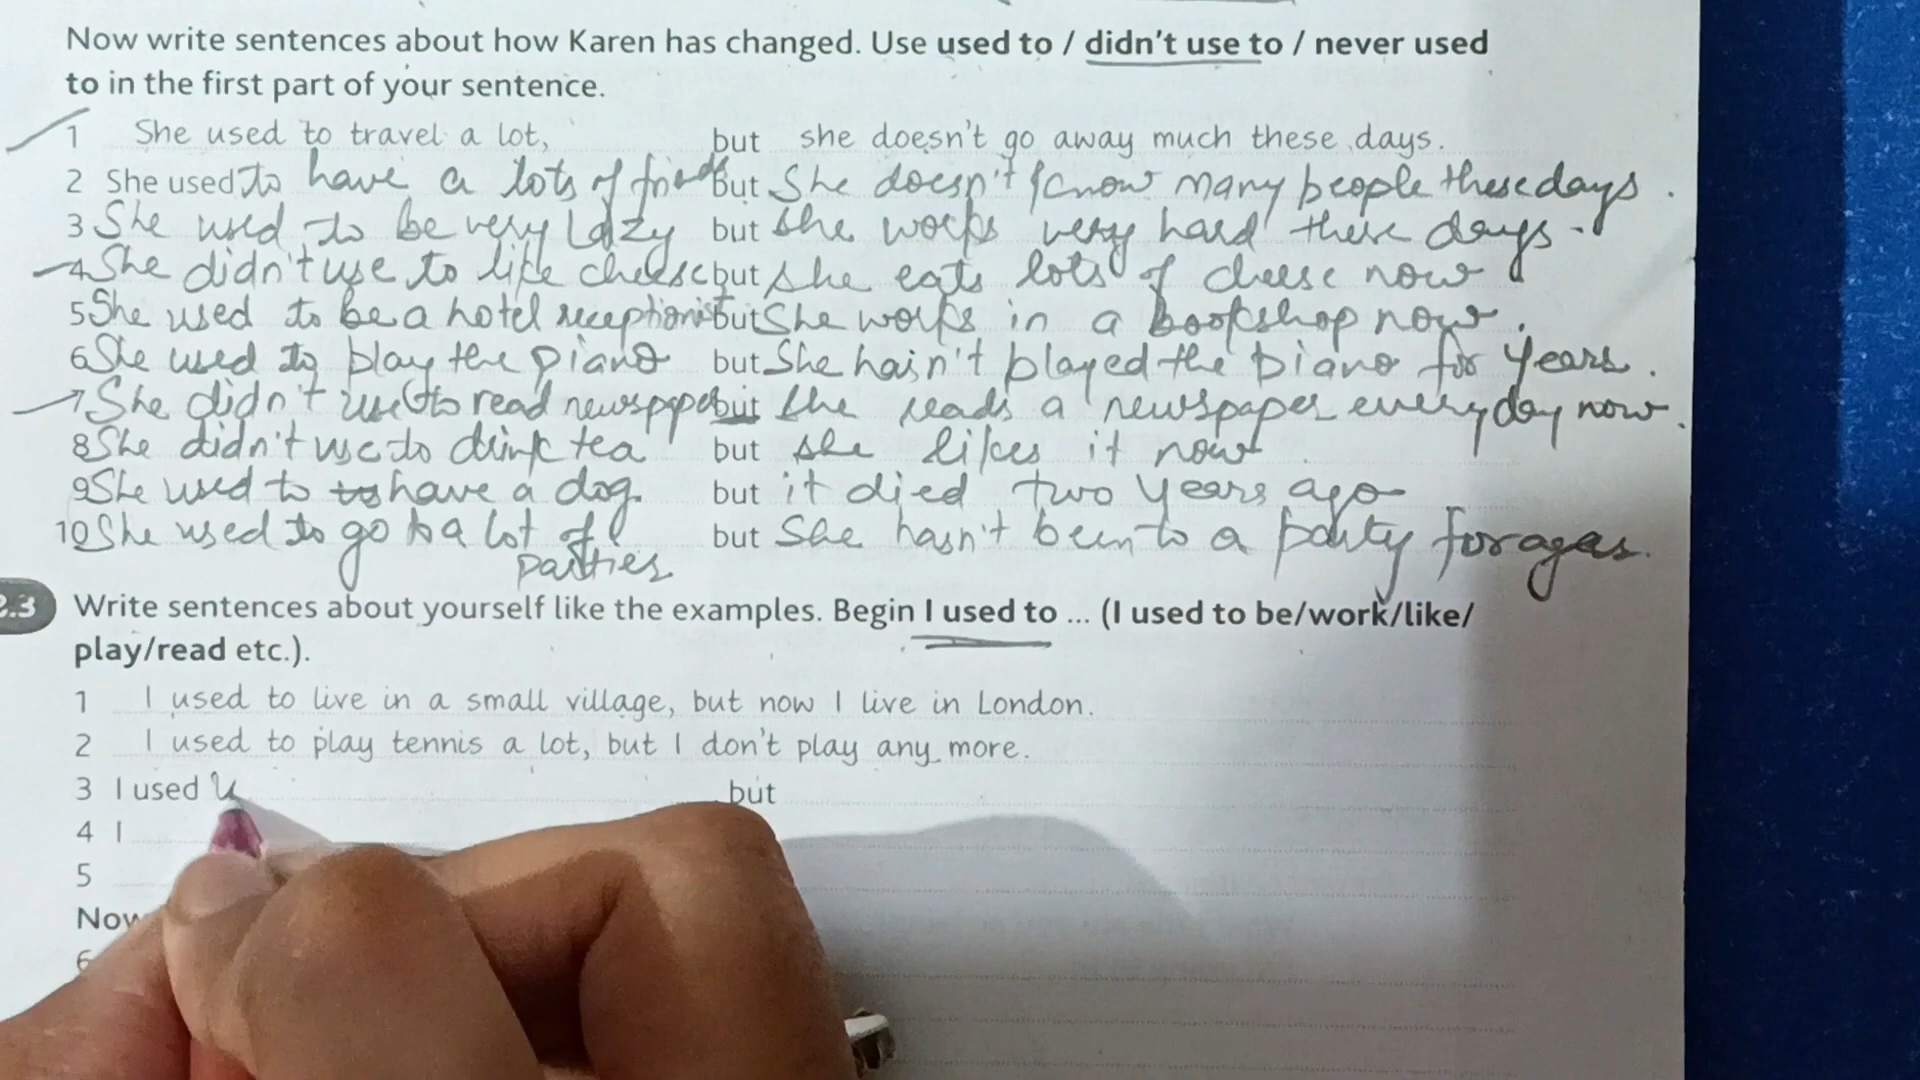 Now write sentences about how Karen has changed. Use used to / didn't use to / never used
to in the first part of your sentence.
1 She used to travel a lot, but she doesn't go away much these days.
2 She used to have a lots of but She doesn't know many people these days.
3 She used to be very lazy but she works very hard these days.
4 She didn't use to like cheese but she eats lots of cheese now
5 She used to be a hotel receptionist but She works in a bookshop now.
6 She used to play the piano but She hasn't played the piano for years.
7 She didn't to read but she reads a newspaper everyday now.
8 She didn't use to drink tea but she likes it now
9 She used to have a dog. but it died two years ago
10 She used to go to a lot of but She hasn't been to a party for ages.
parties
2.3 Write sentences about yourself like the examples. Begin I used to ... (I used to be/work/like/
play/read etc.).
1 I used to live in a small village, but now I live in London.
2 I used to play tennis a lot, but I don't play any more.
3 I used but
4 I
5
Now
6